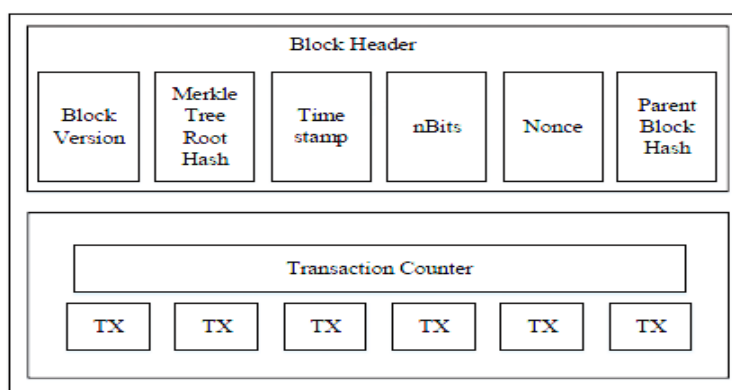 Block Header
Block
Version
Merkle
Tree
Root
Hash
Time
stamp
nBits
Nonce
Parent
Block
Hash
Transaction Counter
TX
TX
TX
TX
TX
TX